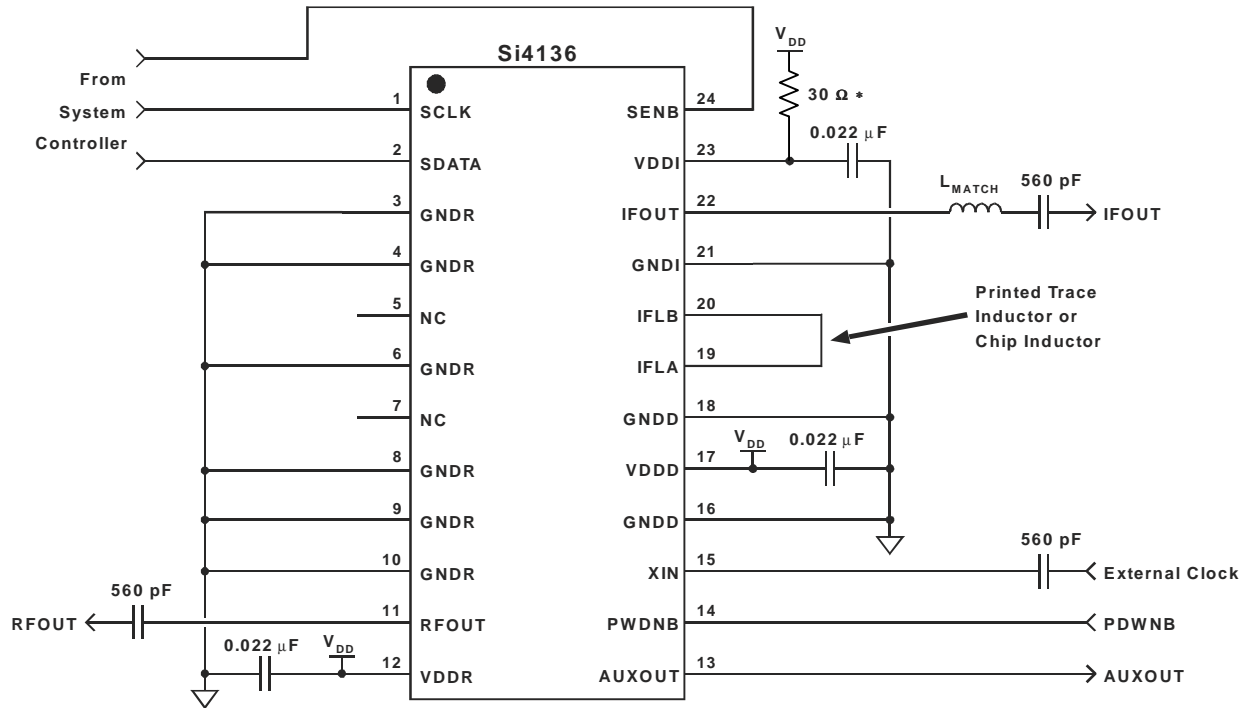 Si4136
From
System
Controller
1 SCLK
2 SDATA
3 GNDR
4 GNDR
5 NC
6 GNDR
7 NC
8 GNDR
9 GNDR
10 GNDR
11 RFOUT
12 VDDR
560 pF
RFOUT
0.022 μF
VDD
24 SENB
23 VDDI
22 IFOUT
21 GNDI
20 IFLB
19 IFLA
18 GNDD
17 VDDD
16 GNDD
15 XIN
14 PWDNB
13 AUXOUT
VDD
30 Ω *
0.022 μF
LMATCH
560 pF
IFOUT
Printed Trace
Inductor or
Chip Inductor
VDD
0.022 μF
560 pF
External Clock
PDWNB
AUXOUT